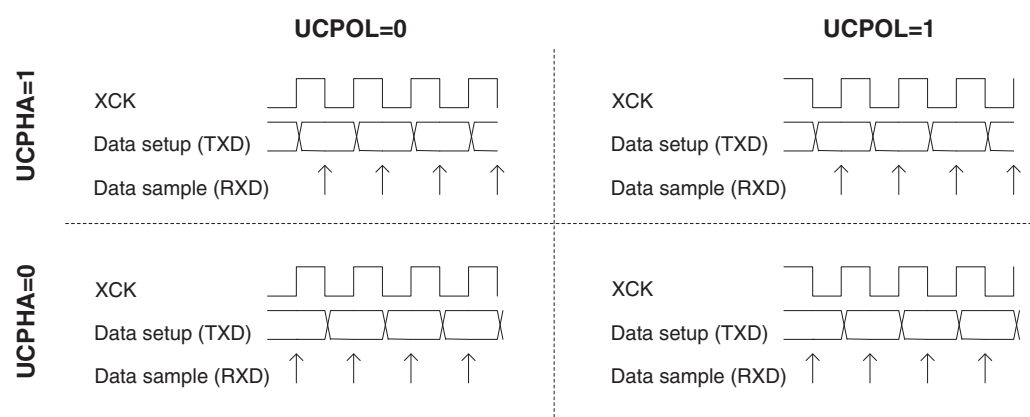 UCPOL=0
UCPOL=1
UCPHA=1
XCK
Data setup (TXD)
Data sample (RXD)
XCK
Data setup (TXD)
Data sample (RXD)
UCPHA=0
XCK
Data setup (TXD)
Data sample (RXD)
XCK
Data setup (TXD)
Data sample (RXD)